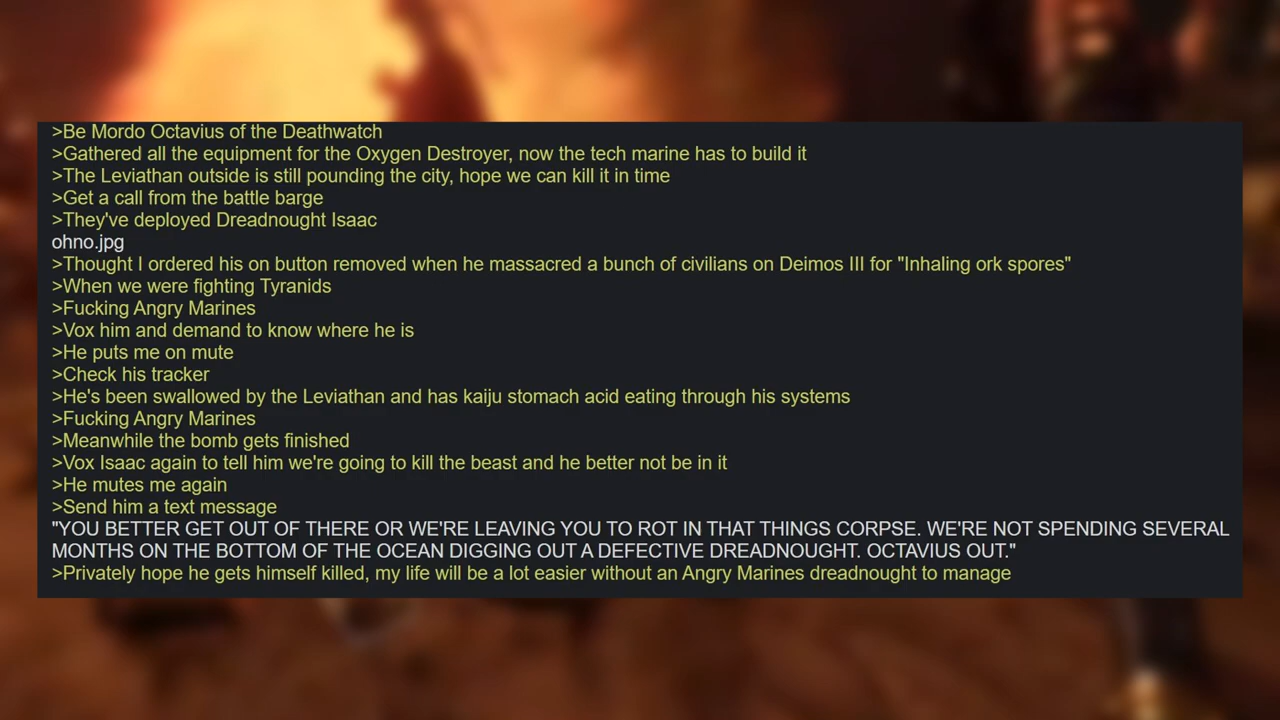 >Be Mordo Octavius of the Deathwatch
>Gathered all the equipment for the Oxygen Destroyer, now the tech marine has to build it
>The Leviathan outside is still pounding the city, hope we can kill it in time
>Get a call from the battle barge
>They've deployed Dreadnought Isaac
ohno.jpg
>Thought I ordered his on button removed when he massacred a bunch of civilians on Deimos III for "Inhaling ork spores"
>When we were fighting Tyranids
>Fucking Angry Marines
>Vox him and demand to know where he is
>He puts me on mute
>Check his tracker
>He's been swallowed by the Leviathan and has kaiju stomach acid eating through his systems
>Fucking Angry Marines
>Meanwhile the bomb gets finished
>Vox Isaac again to tell him we're going to kill the beast and he better not be in it
>He mutes me again
>Send him a text message
"YOU BETTER GET OUT OF THERE OR WE'RE LEAVING YOU TO ROT IN THAT THINGS CORPSE. WE'RE NOT SPENDING SEVERAL
MONTHS ON THE BOTTOM OF THE OCEAN DIGGING OUT A DEFECTIVE DREADNOUGHT. OCTAVIUS OUT."
>Privately hope he gets himself killed, my life will be a lot easier without an Angry Marines dreadnought to manage